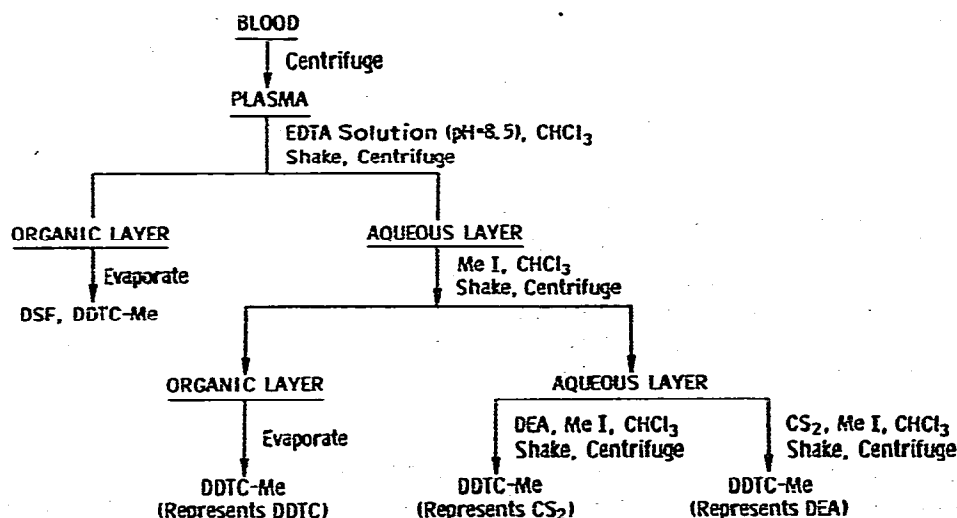 BLOOD
Centrifuge
PLASMA
EDTA Solution (pH=8.5), CHCl3
Shake, Centrifuge
ORGANIC LAYER
AQUEOUS LAYER
Evaporate
Me I, CHCl3
Shake, Centrifuge
DSF, DDTC-Me
ORGANIC LAYER
AQUEOUS LAYER
Evaporate
DEA, Me I, CHCl3
Shake, Centrifuge
CS2, Me I, CHCl3
Shake, Centrifuge
DDTC-Me
(Represents DDTC)
DDTC-Me
(Represents CS2)
DDTC-Me
(Represents DEA)